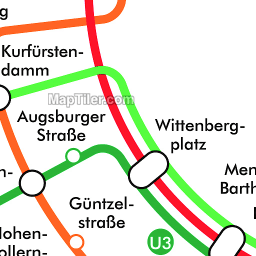 g
Kurfürsten-
damm
MapTiler.com
Augsburger
Straße
Wittenberg-
platz
n-
Men
Barth
Güntzel-
straße
Hohen-
ollern-
U3